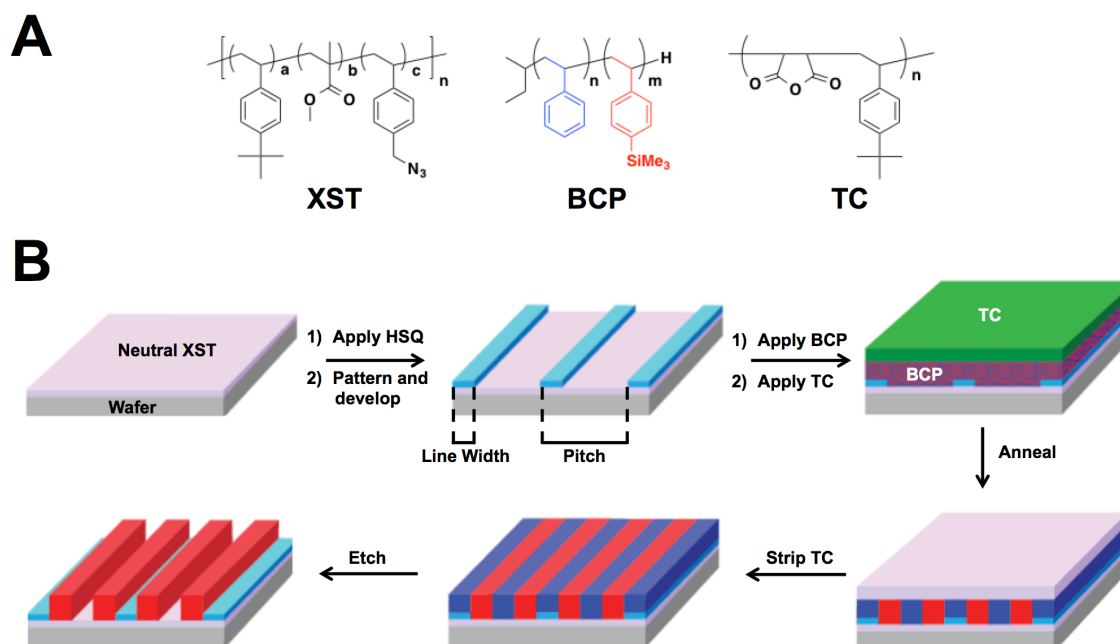 A
a
b
c
n
O
O
N3
XST
n
m
H
SiMe3
BCP
O
O
O
n
TC
B
Neutral XST
Wafer
1) Apply HSQ
2) Pattern and
develop
Line Width
Pitch
1) Apply BCP
2) Apply TC
TC
BCP
Anneal
Strip TC
Etch